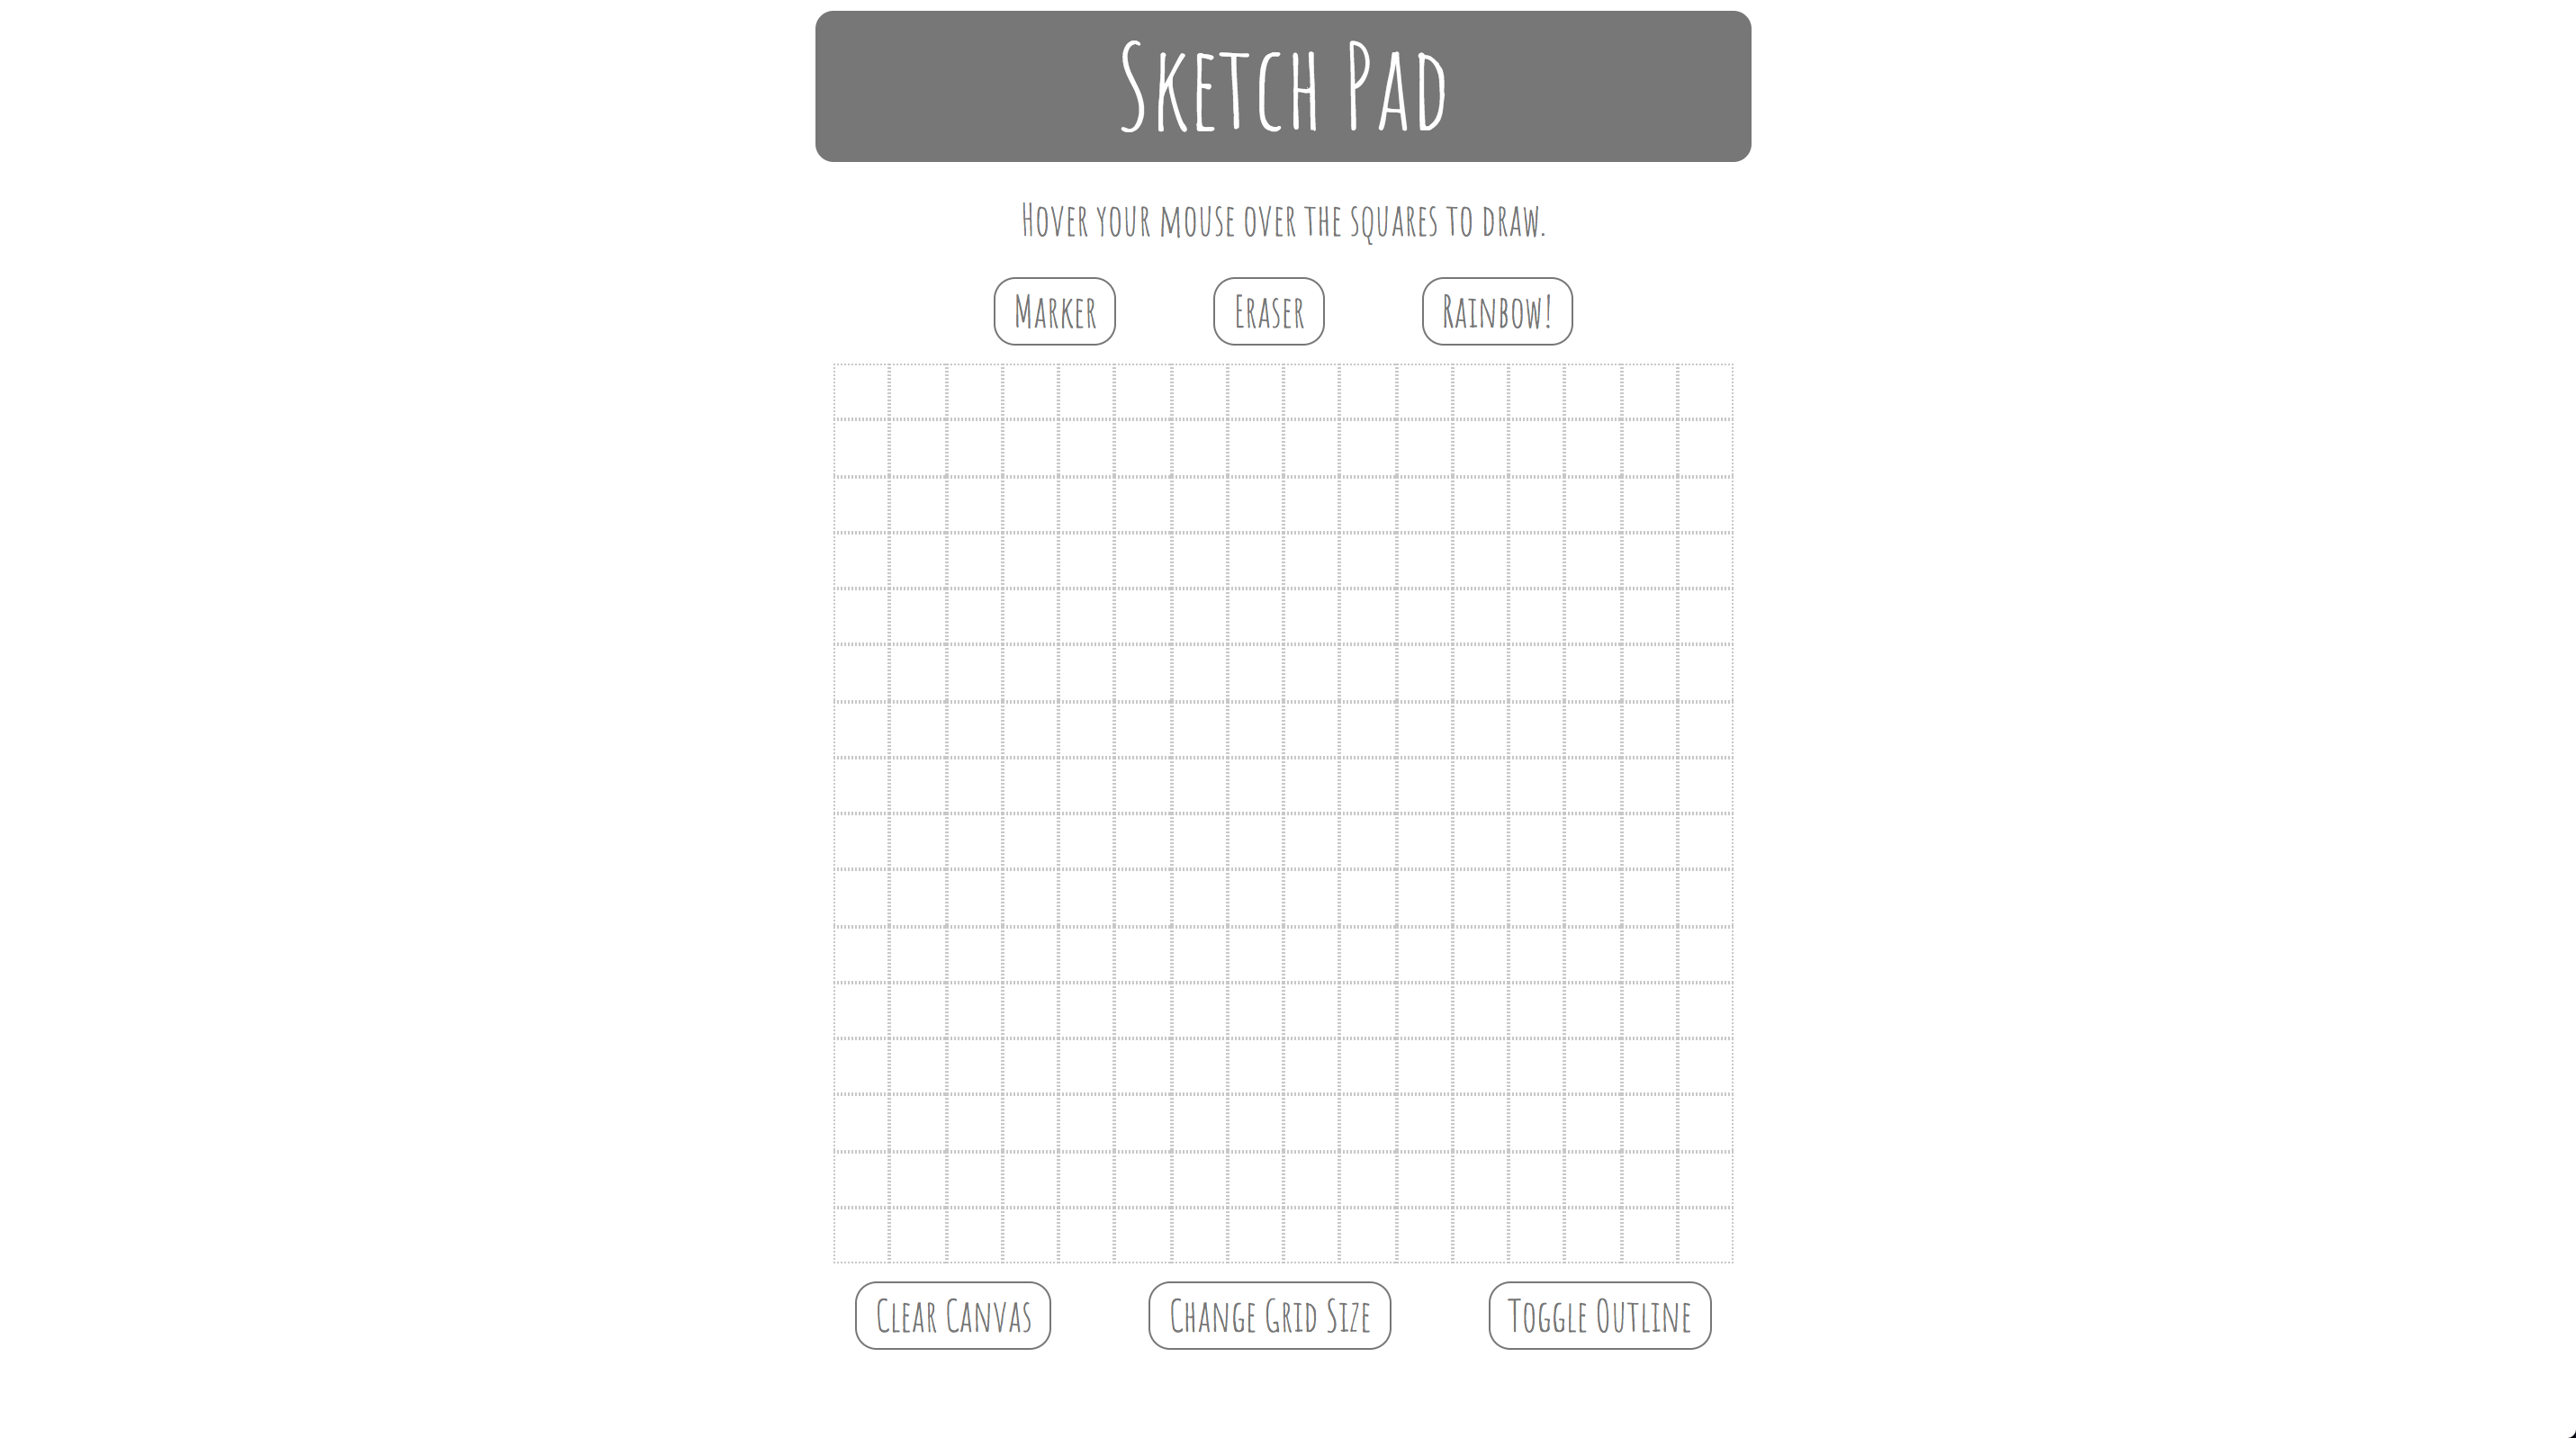 Sketch Pad
Hover your mouse over the squares to draw.
Marker Eraser Rainbow!
Clear Canvas Change Grid Size Toggle Outline